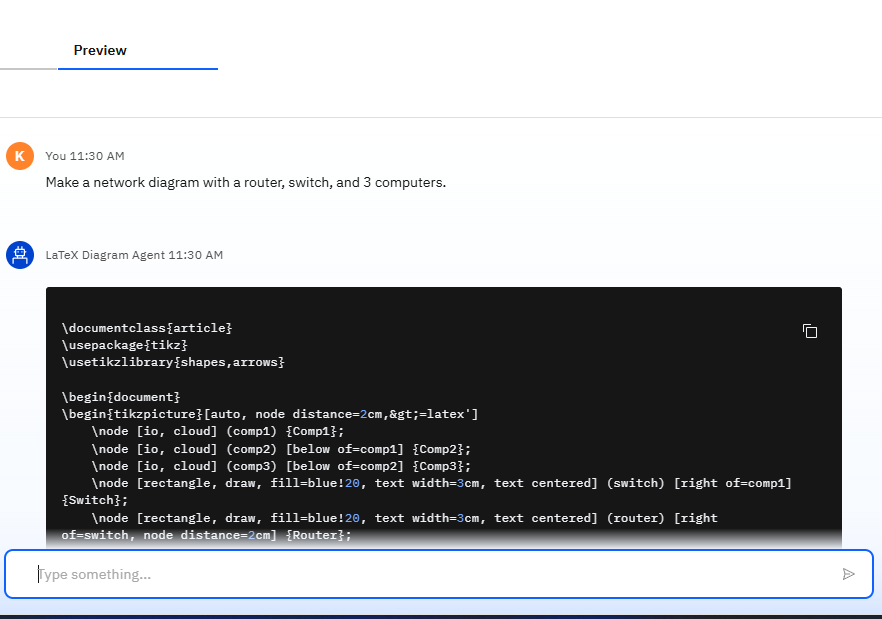 Preview
K
You 11:30 AM
Make a network diagram with a router, switch, and 3 computers.
LaTeX Diagram Agent 11:30 AM
\documentclass{article}
\usepackage{tikz}
\usetikzlibrary{shapes,arrows}
\begin{document}
\begin{tikzpicture}[auto, node distance=2cm,&gt;=latex']
    \node [io, cloud] (comp1) {Comp1};
    \node [io, cloud] (comp2) [below of=comp1] {Comp2};
    \node [io, cloud] (comp3) [below of=comp2] {Comp3};
    \node [rectangle, draw, fill=blue!20, text width=3cm, text centered] (switch) [right of=comp1]
{Switch};
    \node [rectangle, draw, fill=blue!20, text width=3cm, text centered] (router) [right
of=switch, node distance=2cm] {Router};
Type something...